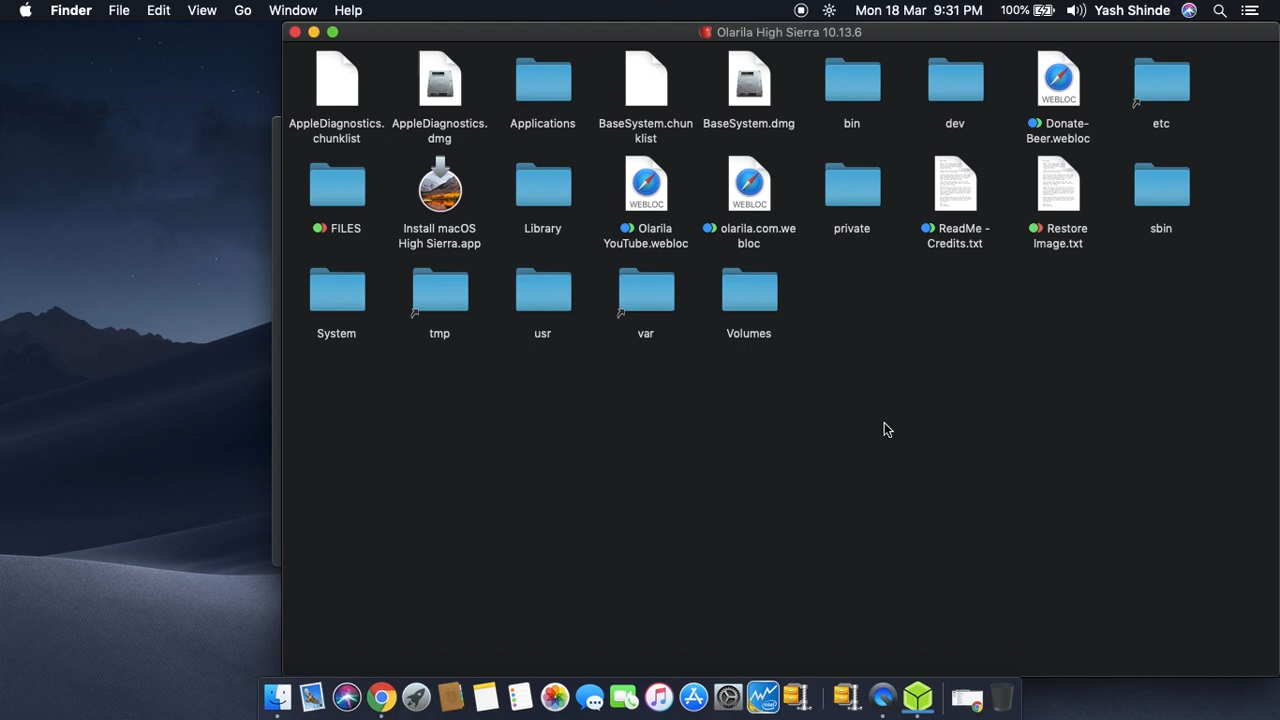 Finder File Edit View Go Window Help Mon 18 Mar 9:31 PM 100% Yash Shinde
Olarila High Sierra 10.13.6
AppleDiagnostics.
chunklist
AppleDiagnostics.
dmg
Applications
BaseSystem.chun
klist
BaseSystem.dmg
bin
dev
Donate-
Beer.webloc
etc
FILES
Install macOS
High Sierra.app
Library
Olarila
YouTube.webloc
olarila.com.we
bloc
private
ReadMe -
Credits.txt
Restore
Image.txt
sbin
System
tmp
usr
var
Volumes
WEBLOC
WEBLOC
WEBLOC